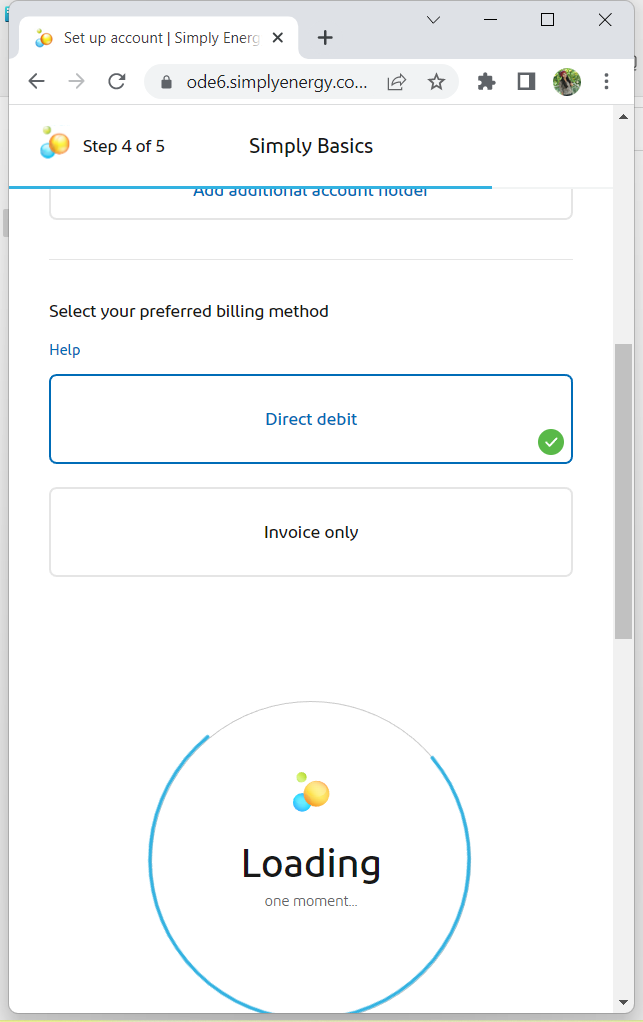 Set up account | Simply Energ
ode6.simplyenergy.co...
Step 4 of 5
Simply Basics
Add additional account holder
Select your preferred billing method
Help
Direct debit
Invoice only
Loading
one moment...